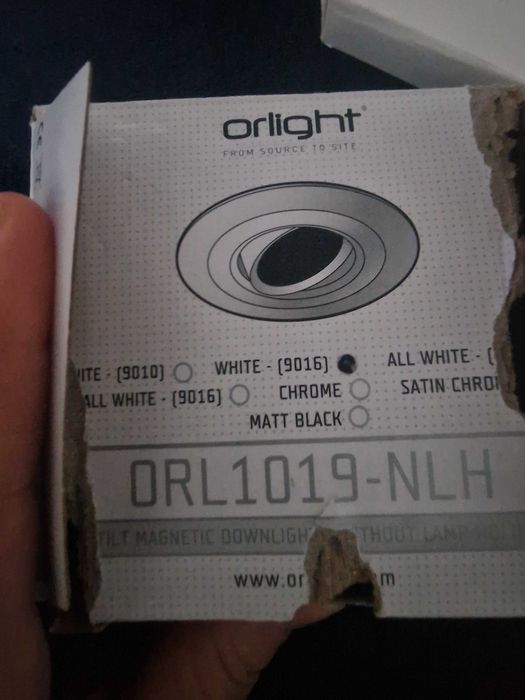 orlight®
FROM SOURCE TO SITE
ITE - (9010) WHITE - (9016) ALL WHITE - (
ALL WHITE - (9016) CHROME SATIN CHRO
MATT BLACK
ORL1019-NLH
TILT MAGNETIC DOWNLIGH THOUT LAMP
www.or m